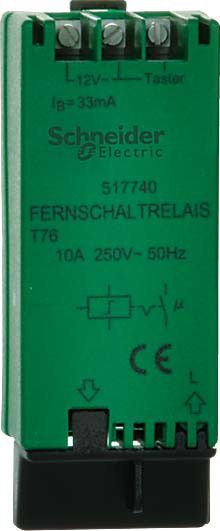 12V~ Taster
IB=33mA
Schneider
Electric
517740
FERNSCHALTRELAIS
T76
10A 250V~ 50Hz
µ
CE
L